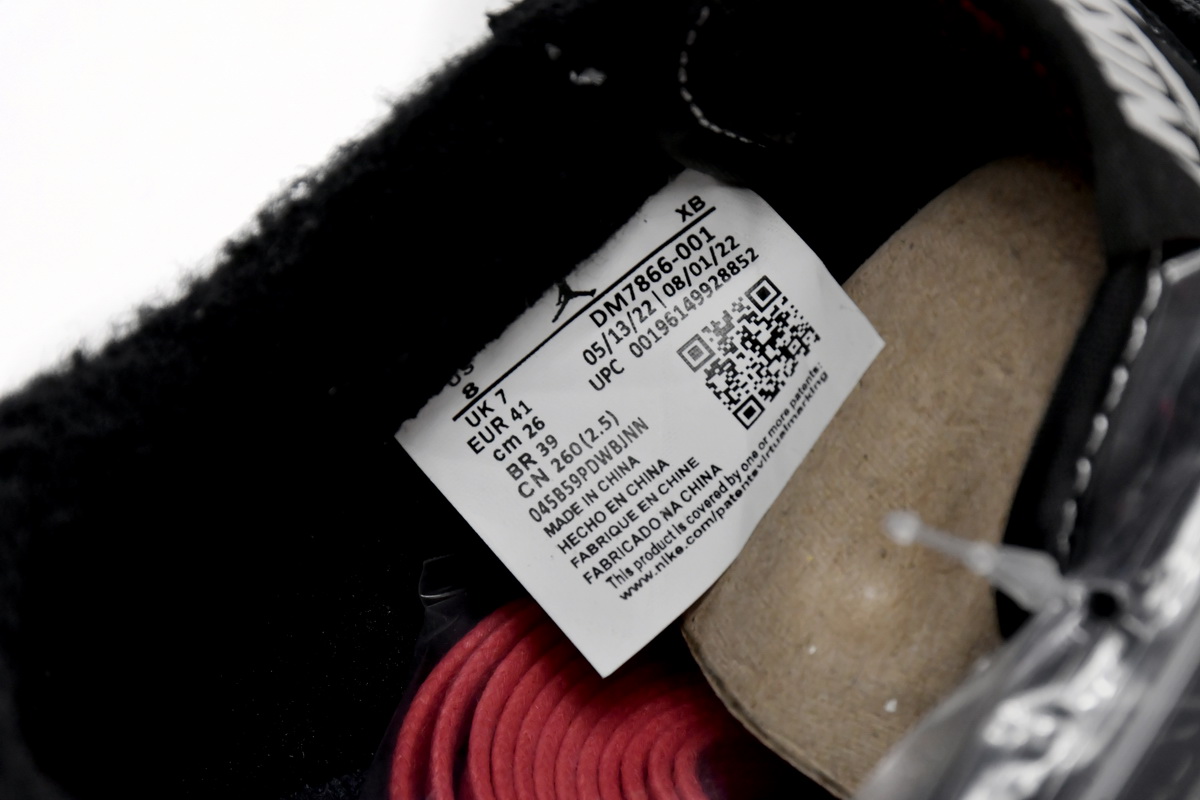 US
8
XB
UK 7
EUR 41
cm 26
BR 39
CN 260 (2.5)
DM7866-001
05/13/22 | 08/01/22
UPC 00196149928852
045B59PDWBJNN
MADE IN CHINA
HECHO EN CHINA
FABRIQUE EN CHINE
FABRICADO NA CHINA
This product is covered by one or more patents:
www.nike.com/patentsvirtualmarking